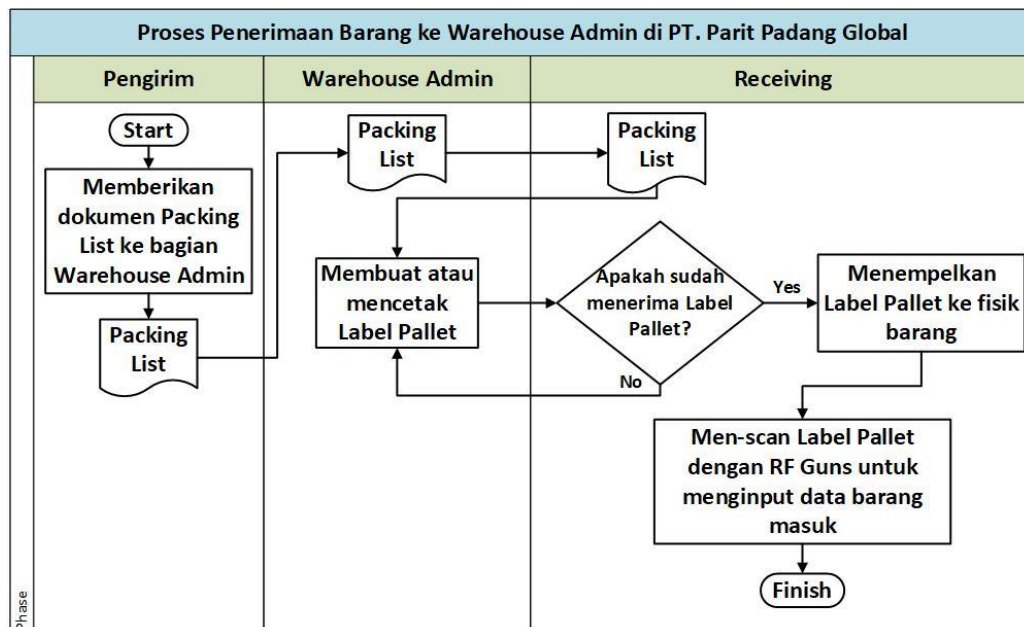 Proses Penerimaan Barang ke Warehouse Admin di PT. Parit Padang Global
Pengirim
Warehouse Admin
Receiving
Start
Memberikan
dokumen Packing
List ke bagian
Warehouse Admin
Packing
List
Packing
List
Packing
List
Membuat atau
mencetak
Label Pallet
Apakah sudah
menerima Label
Pallet?
Yes
No
Menempelkan
Label Pallet ke fisik
barang
Men-scan Label Pallet
dengan RF Guns untuk
menginput data barang
masuk
Finish
Phase